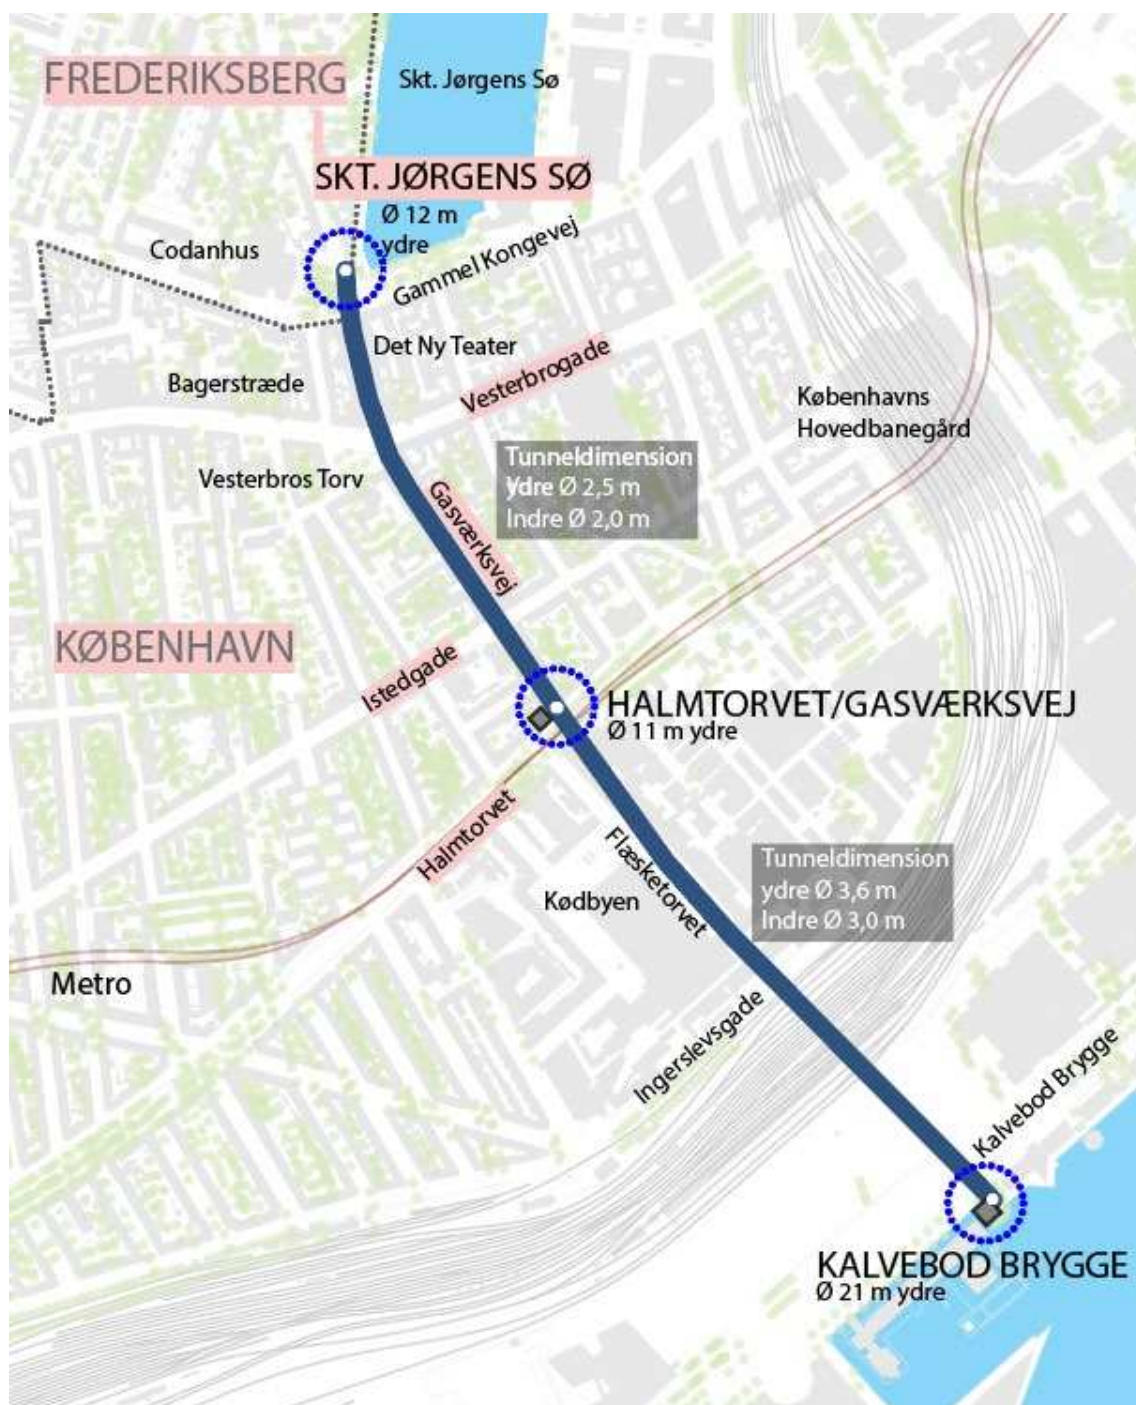 FREDERIKSBERG
Skt. Jørgens Sø
SKT. JØRGENS SØ
Ø 12 m
ydre
Codanhus
Gammel Kongevej
Det Ny Teater
Vesterbrogade
Bagerstræde
Københavns
Hovedbanegård
Vesterbros Torv
Tunneldimension
Ydre Ø 2,5 m
Indre Ø 2,0 m
Gasværksvej
KØBENHAVN
Istedgade
HALMTORVET/GASVÆRKSVEJ
Ø 11 m ydre
Halmtorvet
Flæsketorvet
Kødbyen
Tunneldimension
ydre Ø 3,6 m
Indre Ø 3,0 m
Metro
Ingerslevsgade
Kalvebod Brygge
KALVEBOD BRYGGE
Ø 21 m ydre